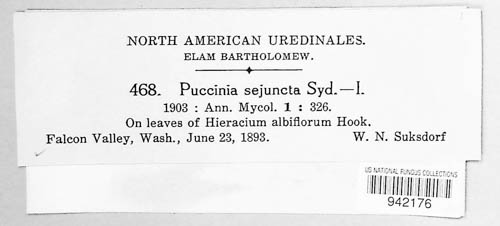 NORTH AMERICAN UREDINALES.
ELAM BARTHOLOMEW.
468. Puccinia sejuncta Syd.—I.
1903 : Ann. Mycol. 1 : 326.
On leaves of Hieracium albiflorum Hook.
Falcon Valley, Wash., June 23, 1893. W. N. Suksdorf
US NATIONAL FUNGUS COLLECTIONS
942176